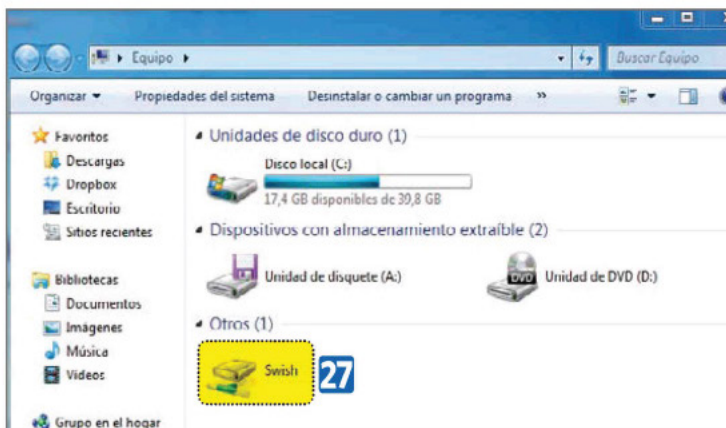 Equipo
Buscar Equipo
Organizar
Propiedades del sistema
Desinstalar o cambiar un programa
»
Favoritos
Descargas
Dropbox
Escritorio
Sitios recientes
Bibliotecas
Documentos
Imágenes
Música
Vídeos
Grupo en el hogar
Unidades de disco duro (1)
Disco local (C:)
17,4 GB disponibles de 39,8 GB
Dispositivos con almacenamiento extraíble (2)
Unidad de disquete (A:)
DVD
Unidad de DVD (D:)
Otros (1)
Swish
27